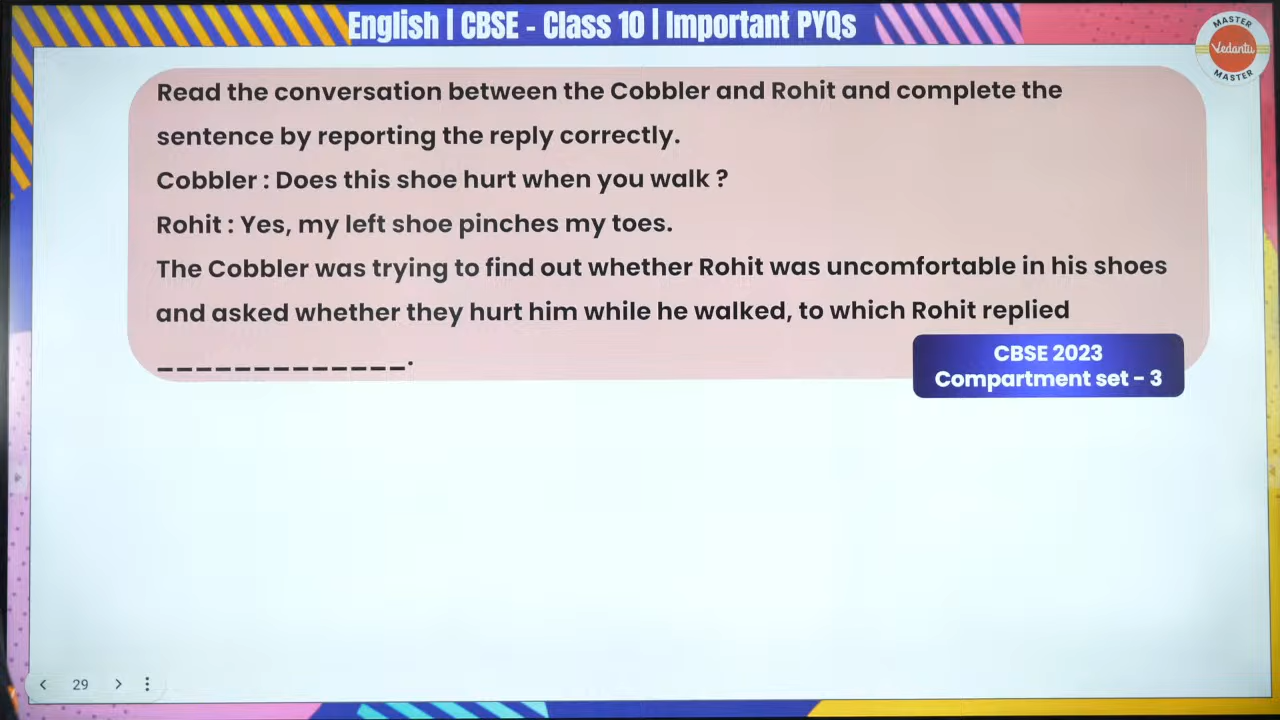 English | CBSE - Class 10 | Important PYQs
MASTER
Vedantu
MASTER
Read the conversation between the Cobbler and Rohit and complete the
sentence by reporting the reply correctly.
Cobbler : Does this shoe hurt when you walk ?
Rohit : Yes, my left shoe pinches my toes.
The Cobbler was trying to find out whether Rohit was uncomfortable in his shoes
and asked whether they hurt him while he walked, to which Rohit replied
_____________.
CBSE 2023
Compartment set - 3
29